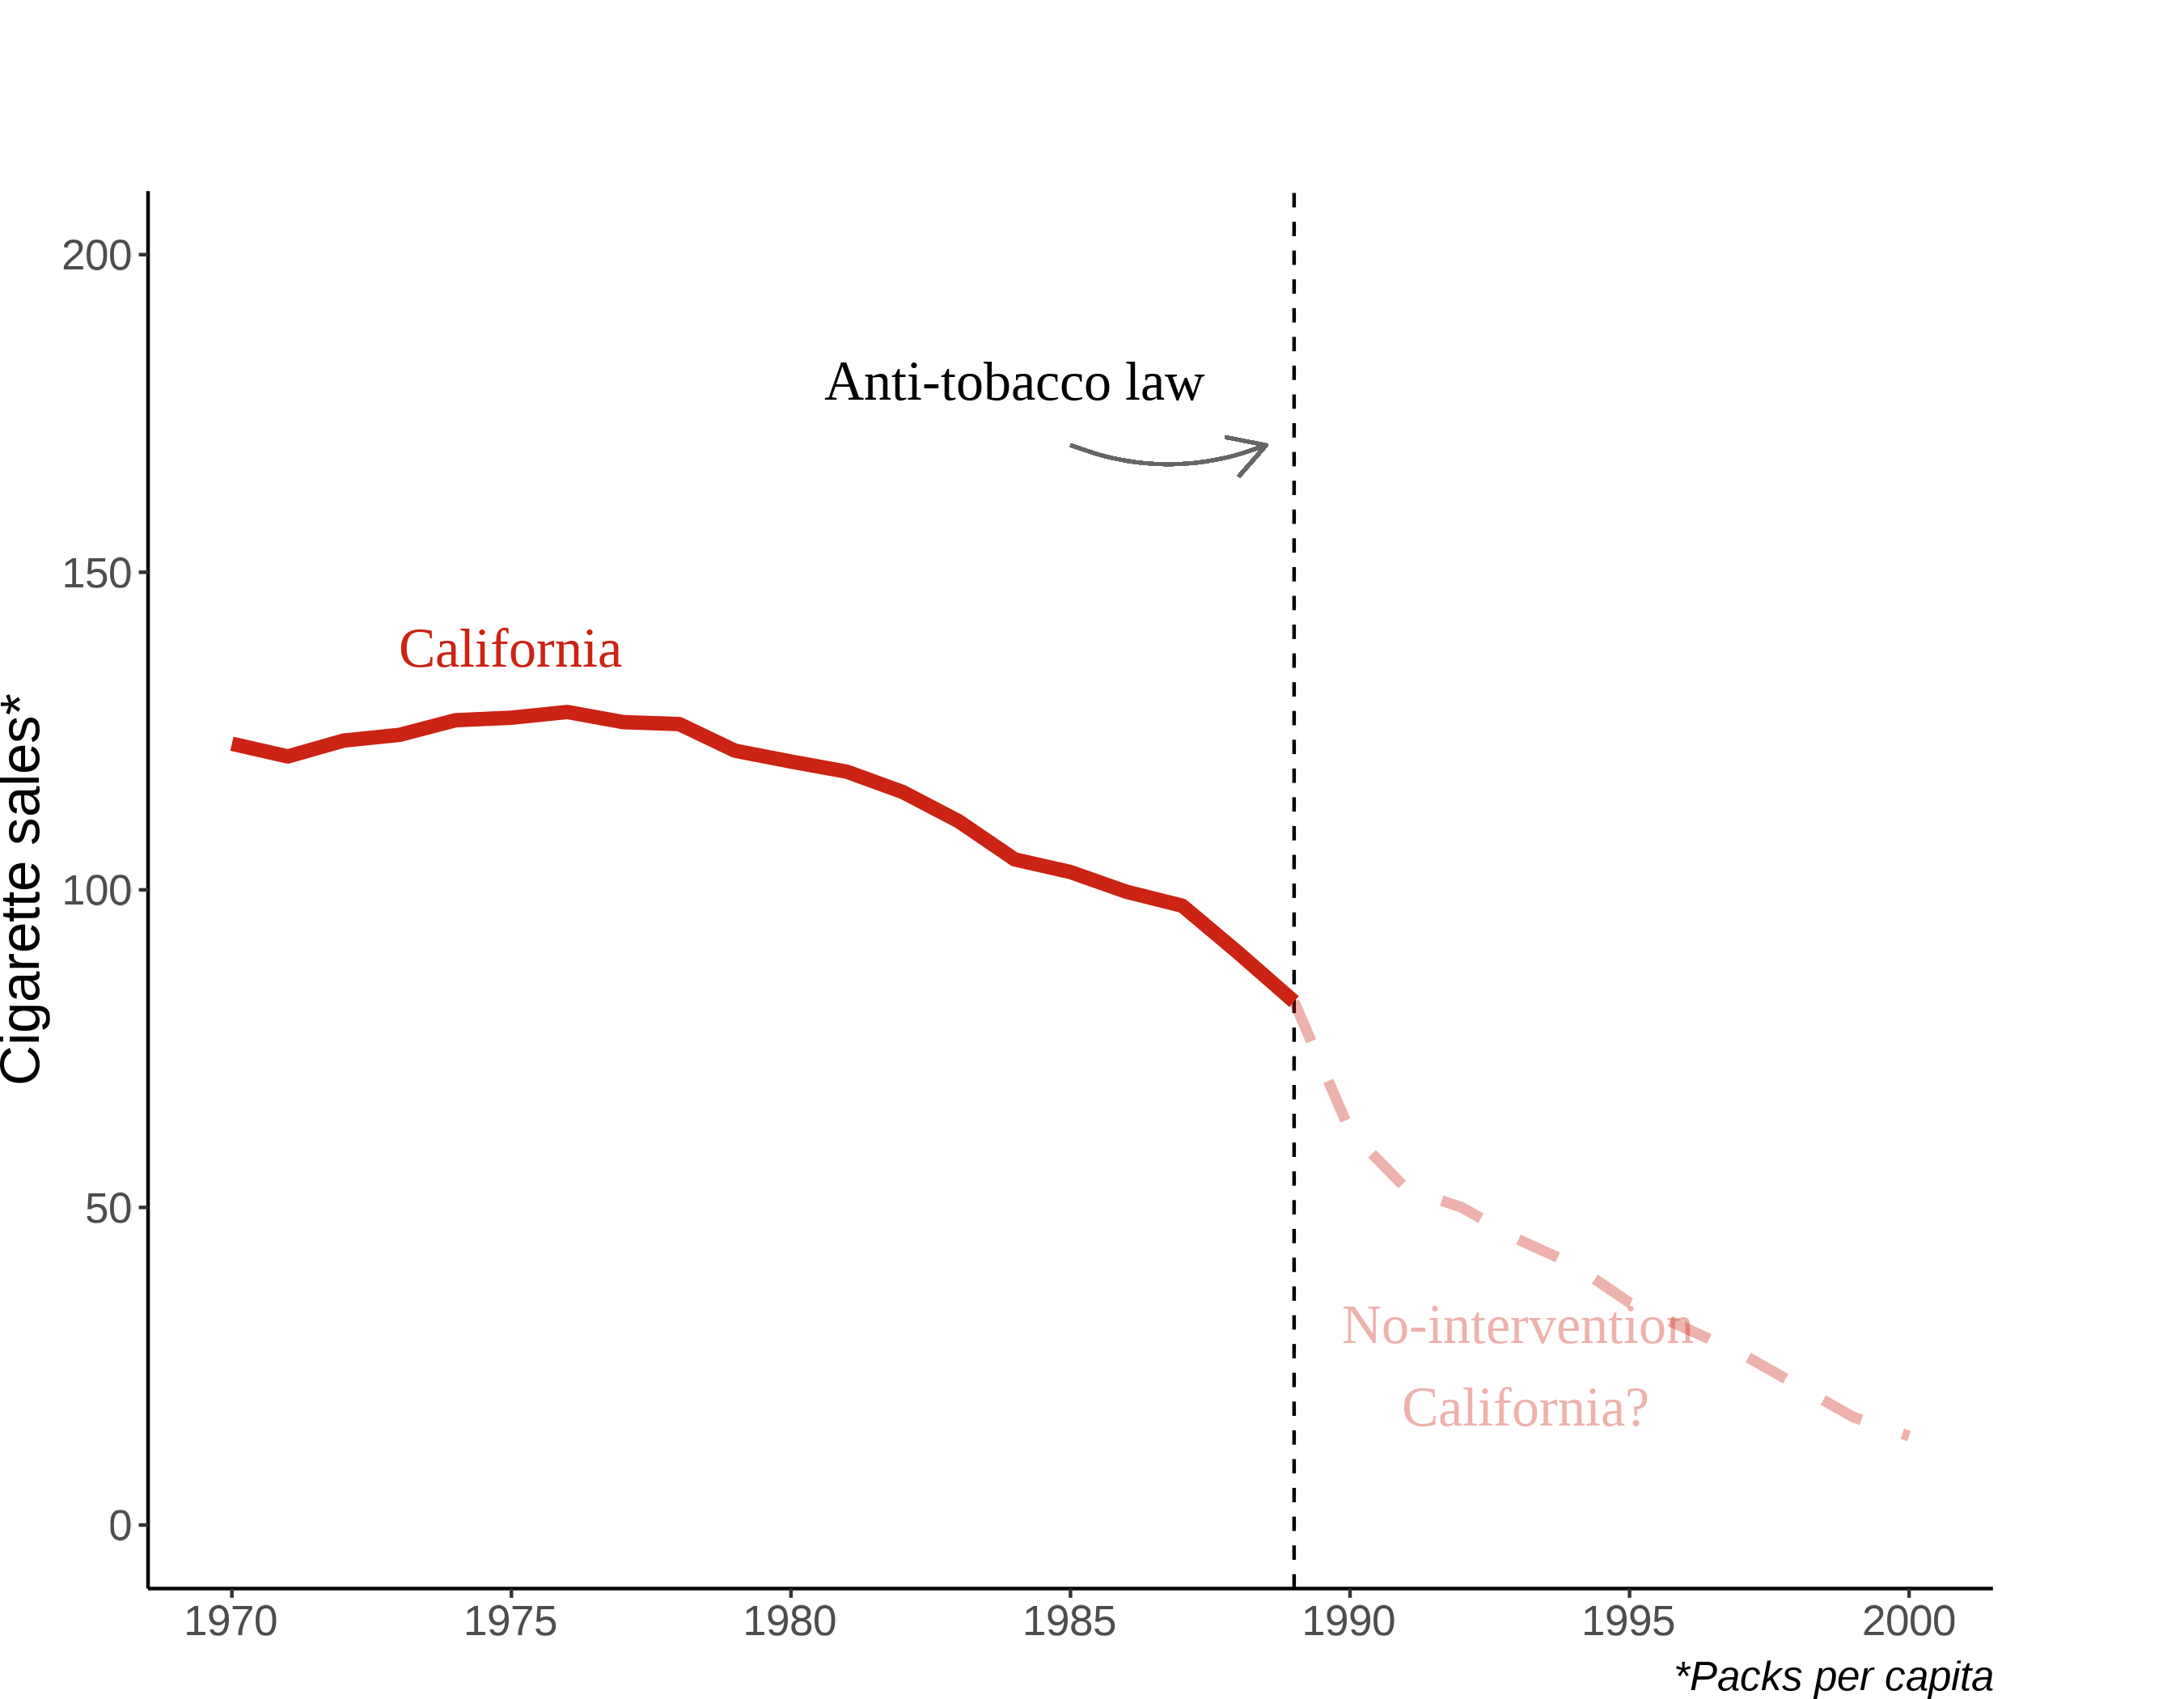 200
Anti-tobacco law
150
California
Cigarette sales*
100
50
No-intervention
California?
0
1970 1975 1980 1985 1990 1995 2000
*Packs per capita